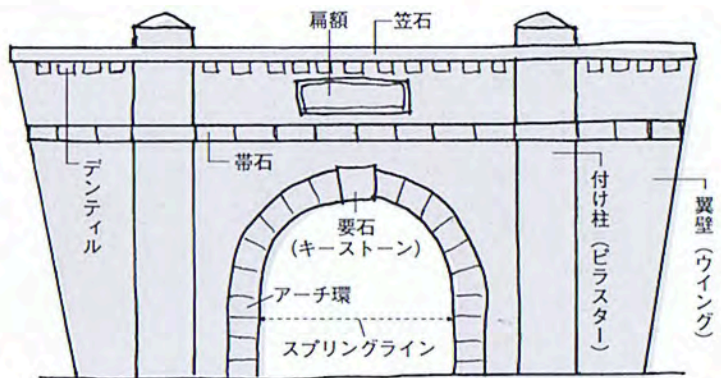 扁額
笠石
デンティル
帯石
要石
(キーストーン)
アーチ環
スプリングライン
付け柱(ピラスター)
翼壁(ウイング)